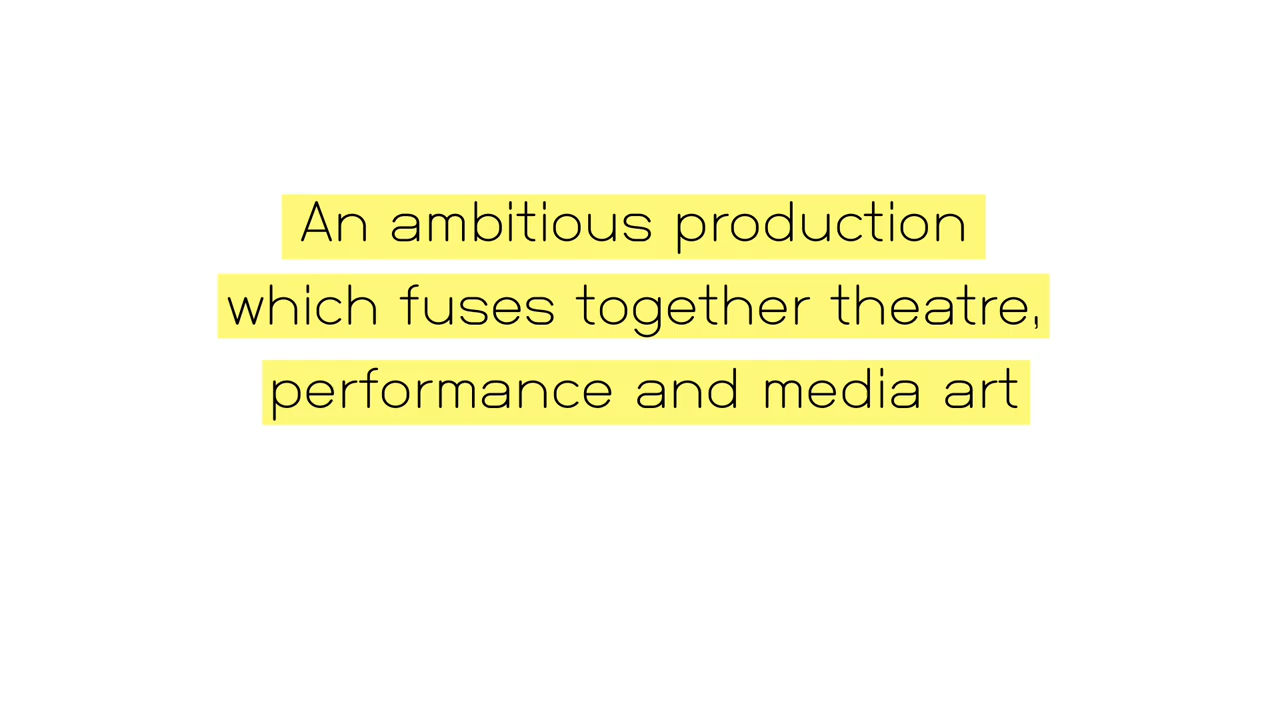 An ambitious production
which fuses together theatre,
performance and media art